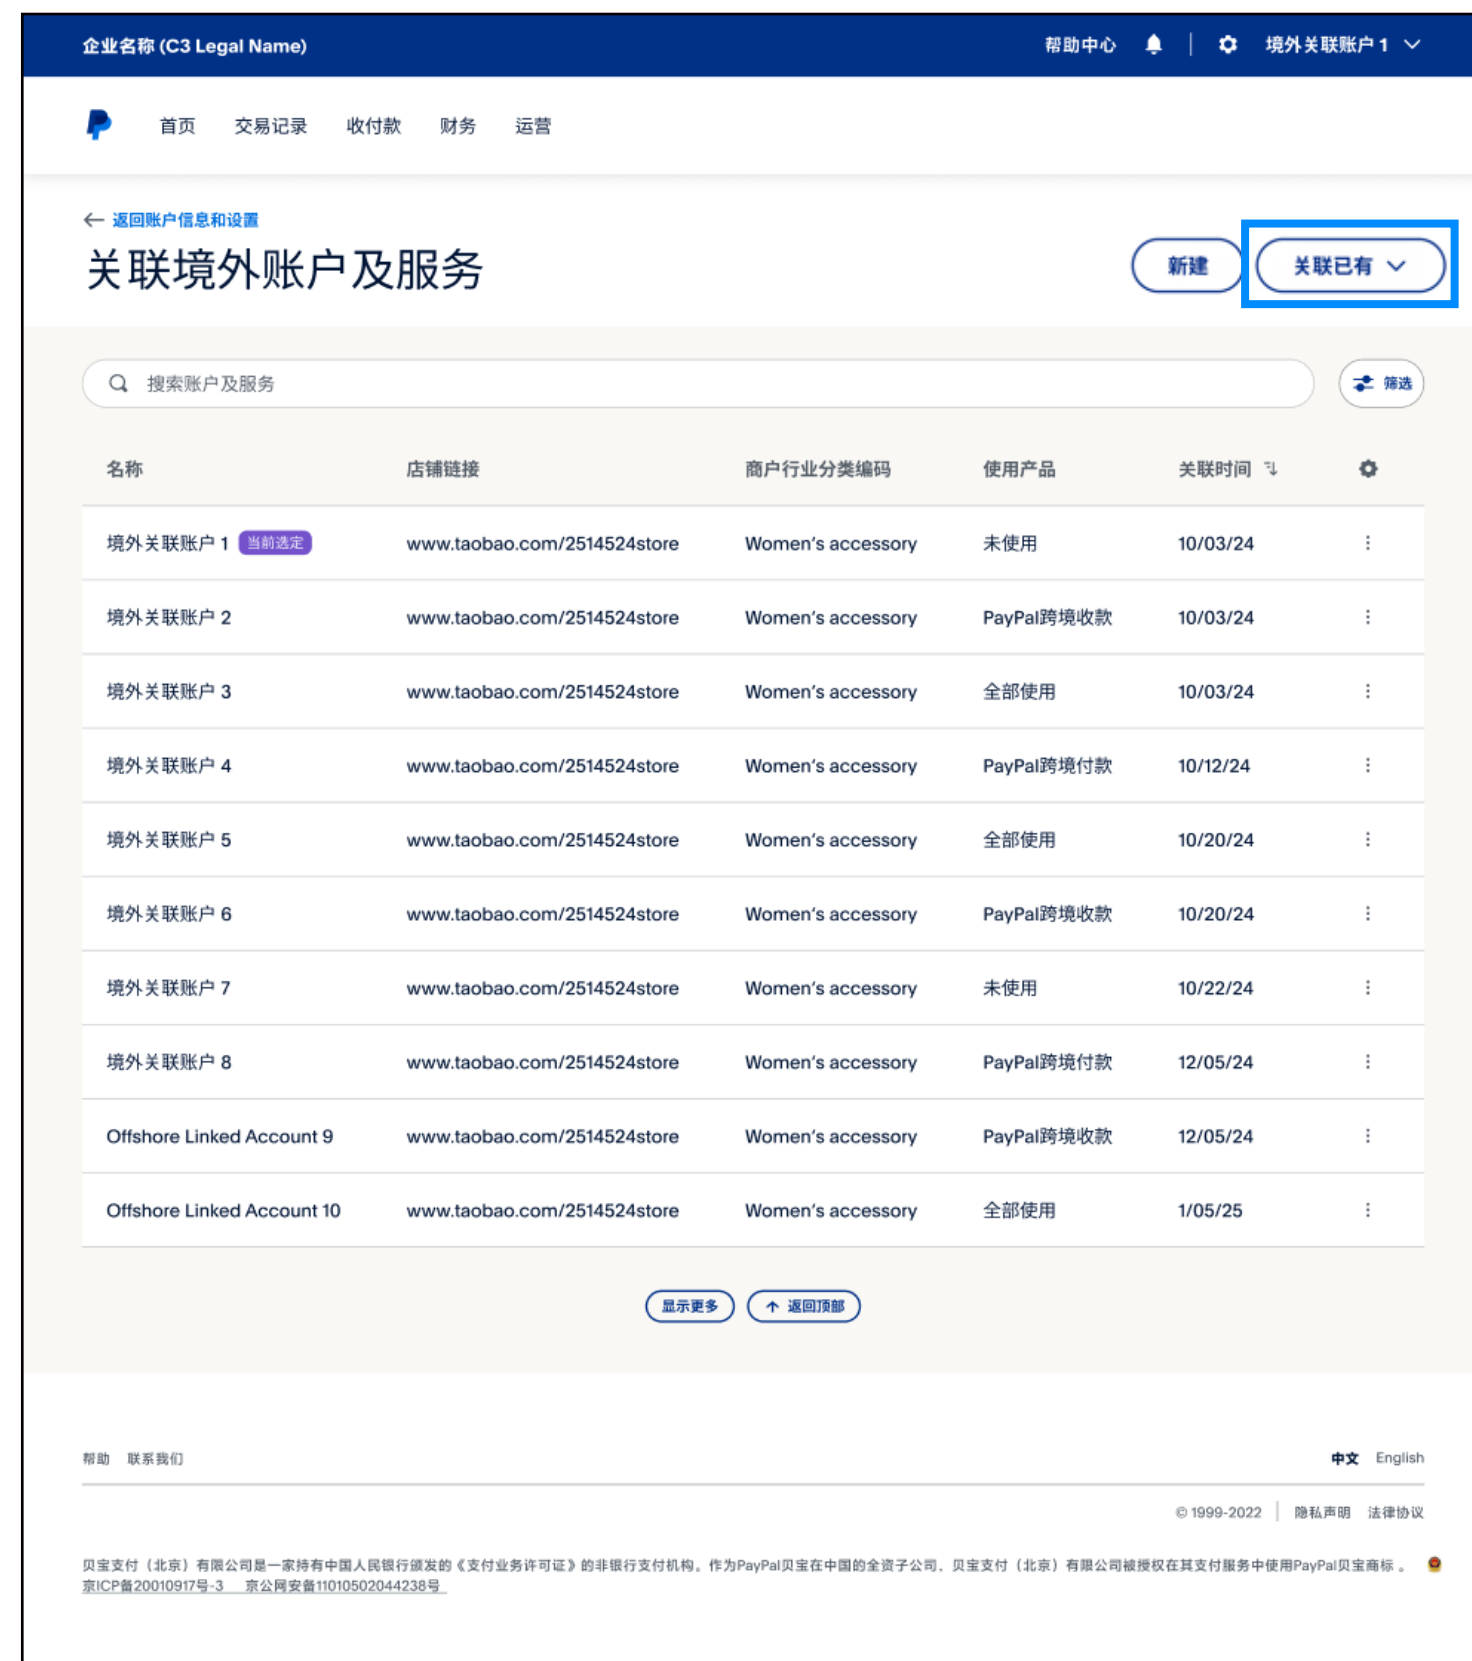 企业名称 (C3 Legal Name) 帮助中心 境外关联账户 1
首页 交易记录 收付款 财务 运营
返回账户信息和设置
关联境外账户及服务 新建 关联已有
搜索账户及服务 筛选
名称 店铺链接 商户行业分类编码 使用产品 关联时间
境外关联账户 1 当前选定 www.taobao.com/2514524store Women's accessory 未使用 10/03/24
境外关联账户 2 www.taobao.com/2514524store Women's accessory PayPal跨境收款 10/03/24
境外关联账户 3 www.taobao.com/2514524store Women's accessory 全部使用 10/03/24
境外关联账户 4 www.taobao.com/2514524store Women's accessory PayPal跨境付款 10/12/24
境外关联账户 5 www.taobao.com/2514524store Women's accessory 全部使用 10/20/24
境外关联账户 6 www.taobao.com/2514524store Women's accessory PayPal跨境收款 10/20/24
境外关联账户 7 www.taobao.com/2514524store Women's accessory 未使用 10/22/24
境外关联账户 8 www.taobao.com/2514524store Women's accessory PayPal跨境付款 12/05/24
Offshore Linked Account 9 www.taobao.com/2514524store Women's accessory PayPal跨境收款 12/05/24
Offshore Linked Account 10 www.taobao.com/2514524store Women's accessory 全部使用 1/05/25
显示更多 返回顶部
帮助 联系我们 中文 English
© 1999-2022 隐私声明 法律协议
贝宝支付（北京）有限公司是一家持有中国人民银行颁发的《支付业务许可证》的非银行支付机构。作为PayPal贝宝在中国的全资子公司，贝宝支付（北京）有限公司被授权在其支付服务中使用PayPal贝宝商标。
京ICP备20010917号-3 京公网安备11010502044238号